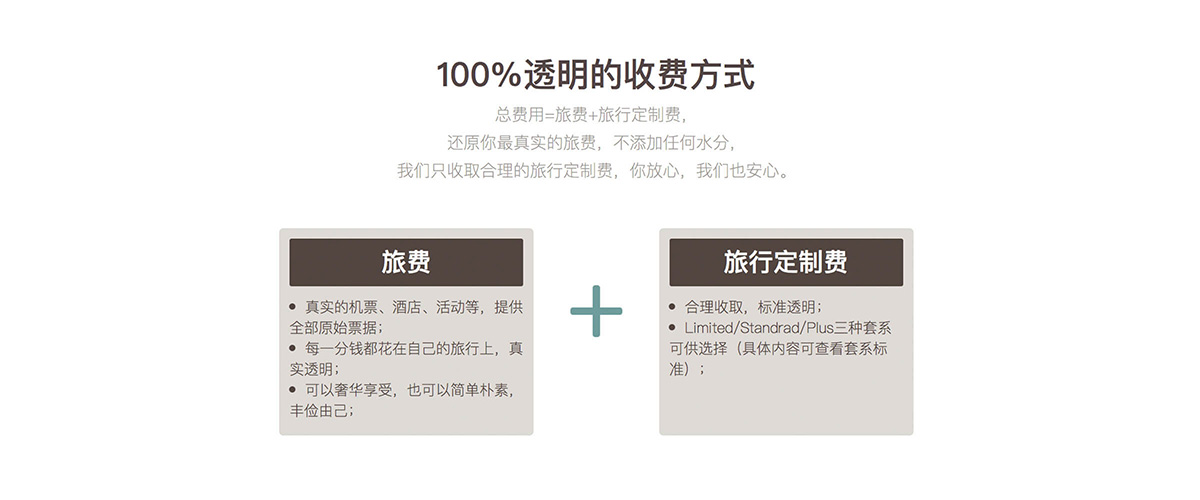 100%透明的收费方式
总费用=旅费+旅行定制费，
还原你最真实的旅费，不添加任何水分，
我们只收取合理的旅行定制费，你放心，我们也安心。
旅费
● 真实的机票、酒店、活动等，提供
全部原始票据；
● 每一分钱都花在自己的旅行上，真
实透明；
● 可以奢华享受，也可以简单朴素，
丰俭由己；
+
旅行定制费
● 合理收取，标准透明；
● Limited/Standrad/Plus三种套系
可供选择（具体内容可查看套系标
准）；